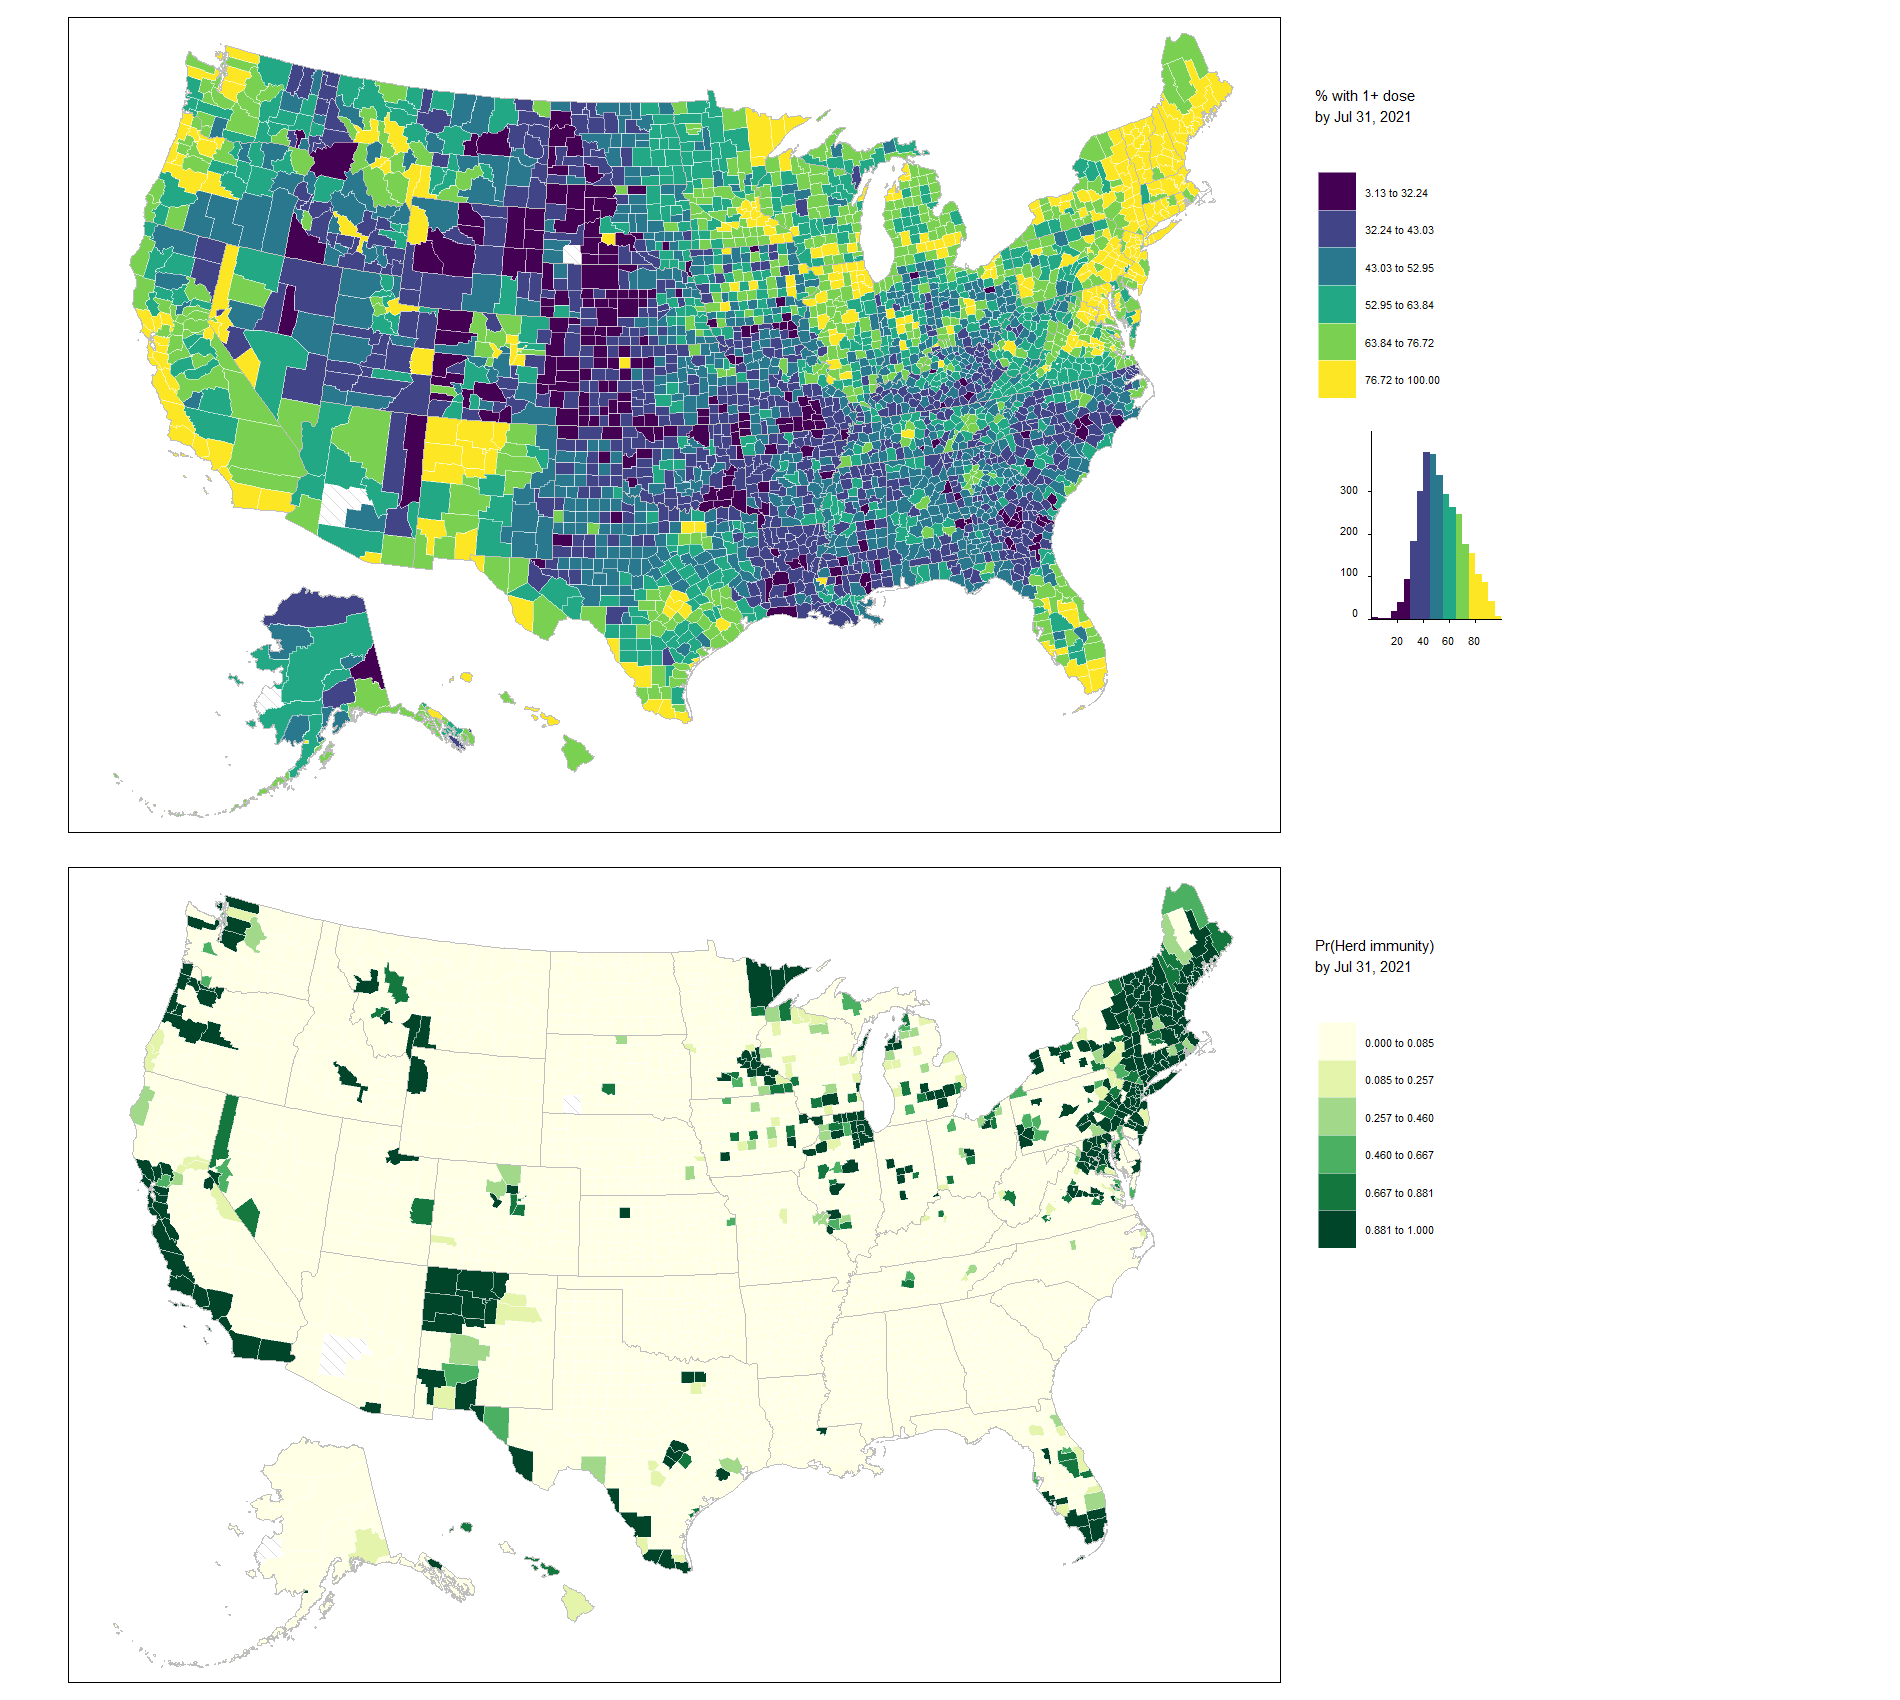 % with 1+ dose
by Jul 31, 2021
3.13 to 32.24
32.24 to 43.03
43.03 to 52.95
52.95 to 63.84
63.84 to 76.72
76.72 to 100.00
300
200
100
0
20 40 60 80
Pr(Herd immunity)
by Jul 31, 2021
0.000 to 0.085
0.085 to 0.257
0.257 to 0.460
0.460 to 0.667
0.667 to 0.881
0.881 to 1.000